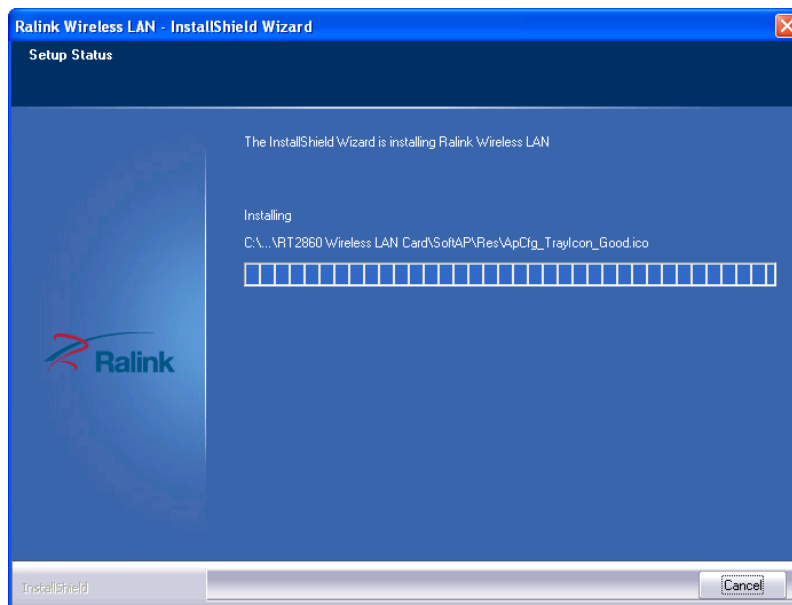 Ralink Wireless LAN - InstallShield Wizard
Setup Status
The InstallShield Wizard is installing Ralink Wireless LAN
Installing
C:\...\RT2860 Wireless LAN Card\SoftAP\Res\ApCfg_TrayIcon_Good.ico
Ralink
InstallShield
Cancel